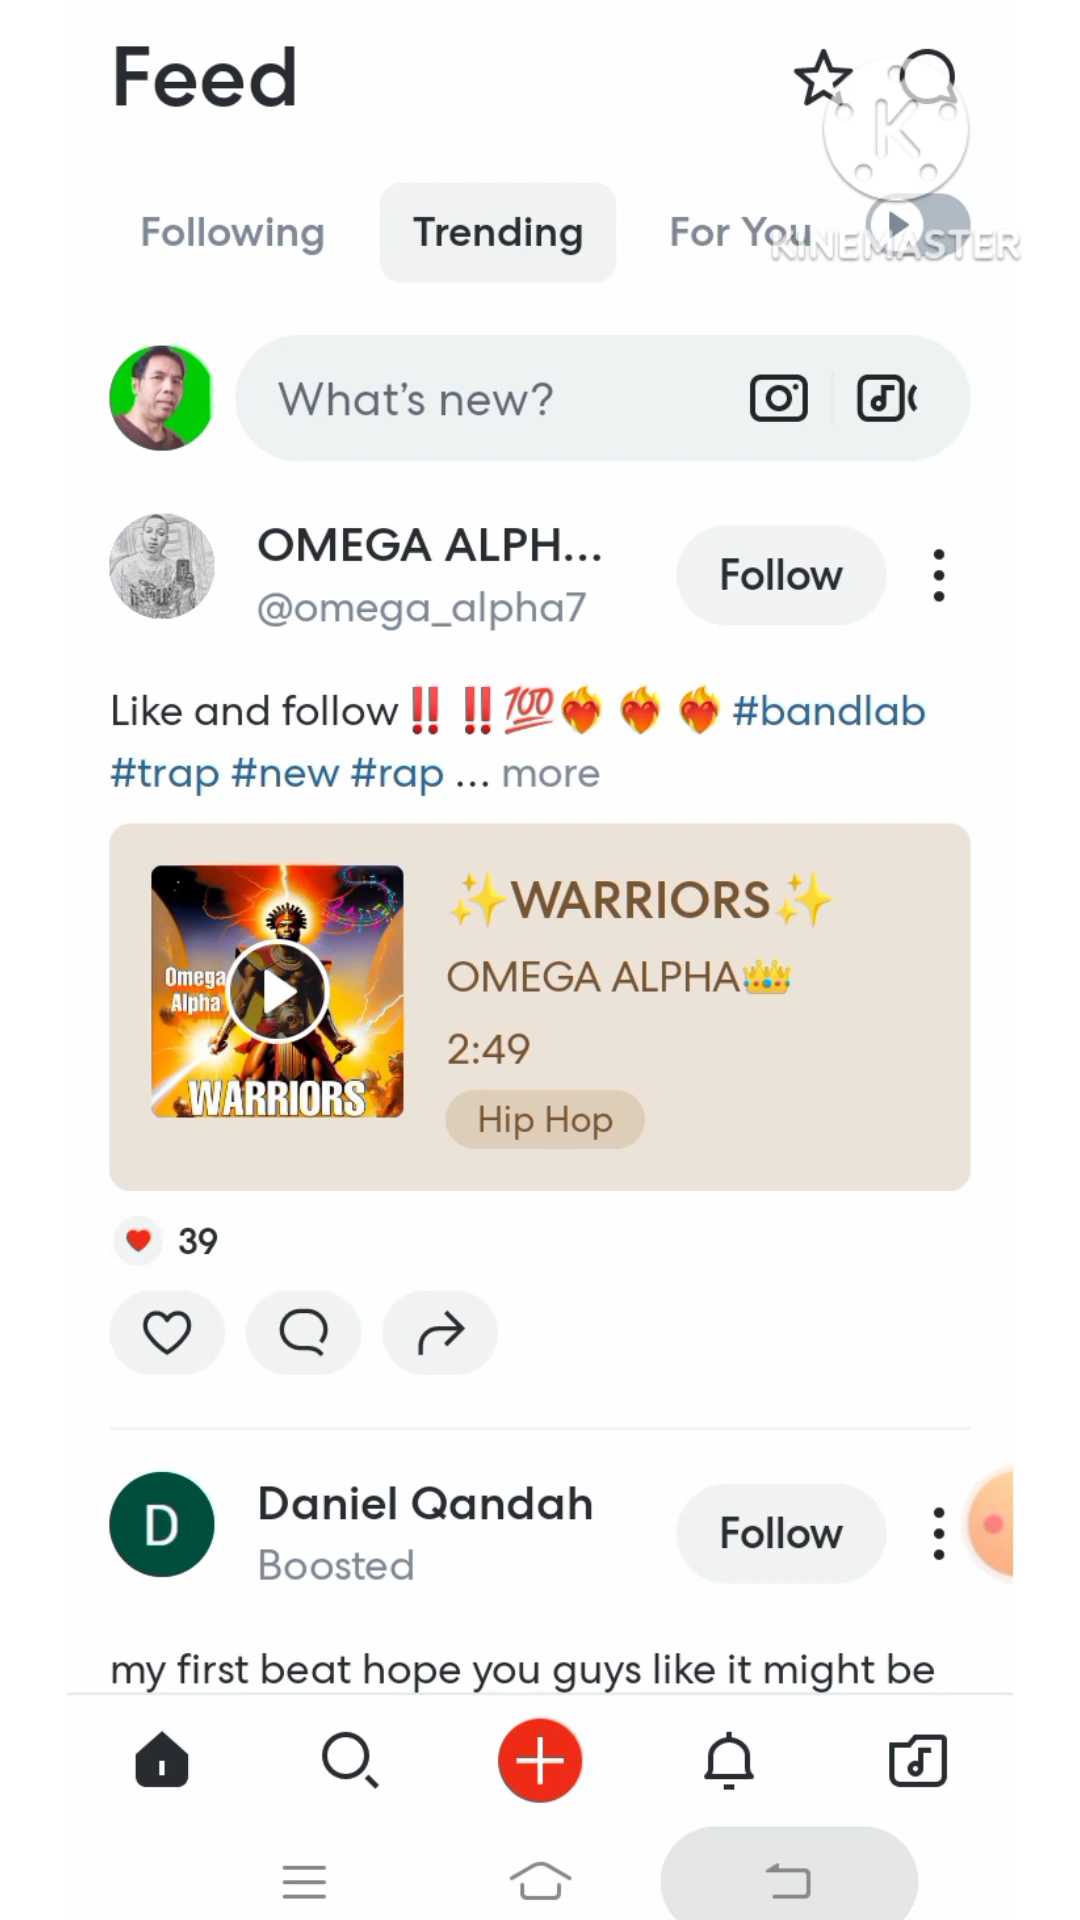 Feed
K
Following Trending For You
KINEMASTER
What's new?
OMEGA ALPH...
@omega_alpha7
Follow
Like and follow‼️ ‼️💯❤️‍🔥 ❤️‍🔥 ❤️‍🔥 #bandlab
#trap #new #rap ... more
✨WARRIORS✨
OMEGA ALPHA👑
2:49
Hip Hop
Omega
Alpha
WARRIORS
39
D
Daniel Qandah
Boosted
Follow
my first beat hope you guys like it might be